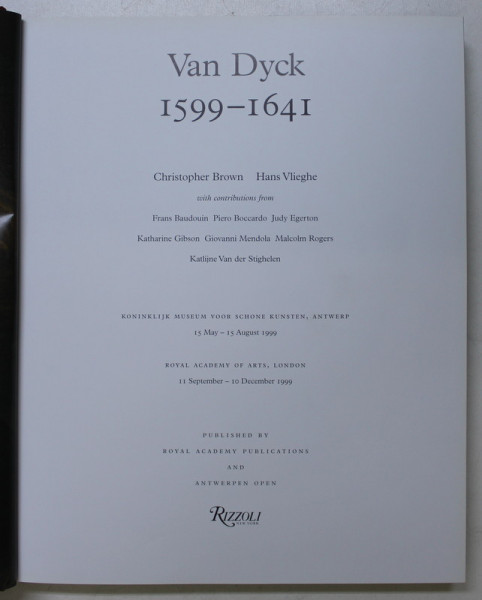 Van Dyck
1599–1641
Christopher Brown Hans Vlieghe
with contributions from
Frans Baudouin Piero Boccardo Judy Egerton
Katharine Gibson Giovanni Mendola Malcolm Rogers
Katlijne Van der Stighelen
KONINKLIJK MUSEUM VOOR SCHONE KUNSTEN, ANTWERP
15 May – 15 August 1999
ROYAL ACADEMY OF ARTS, LONDON
11 September – 10 December 1999
PUBLISHED BY
ROYAL ACADEMY PUBLICATIONS
AND
ANTWERPEN OPEN
RIZZOLI
NEW YORK